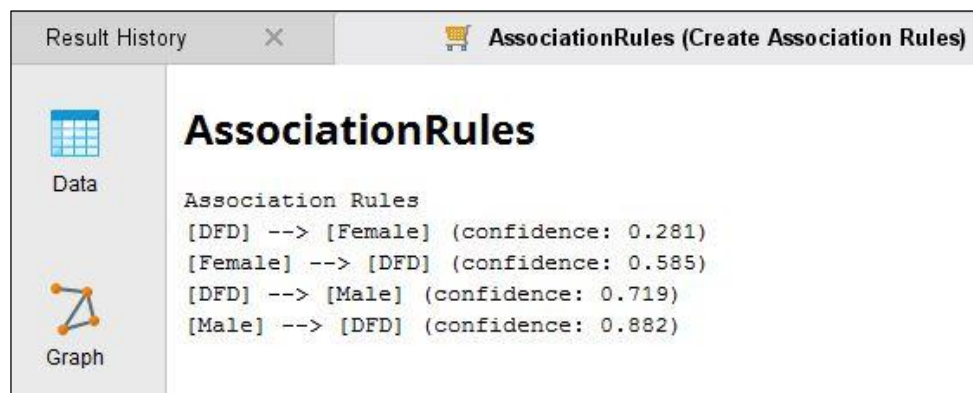 Result History
AssociationRules (Create Association Rules)
Data
AssociationRules
Association Rules
[DFD] --> [Female] (confidence: 0.281)
[Female] --> [DFD] (confidence: 0.585)
[DFD] --> [Male] (confidence: 0.719)
[Male] --> [DFD] (confidence: 0.882)
Graph